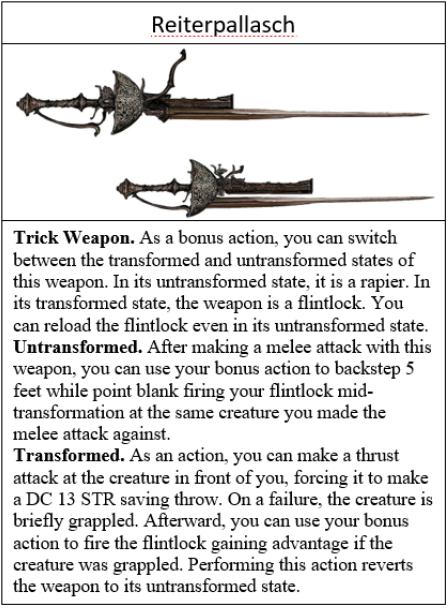 Reiterpallasch
Trick Weapon. As a bonus action, you can switch
between the transformed and untransformed states of
this weapon. In its untransformed state, it is a rapier. In
its transformed state, the weapon is a flintlock. You
can reload the flintlock even in its untransformed state.
Untransformed. After making a melee attack with this
weapon, you can use your bonus action to backstep 5
feet while point blank firing your flintlock mid-
transformation at the same creature you made the
melee attack against.
Transformed. As an action, you can make a thrust
attack at the creature in front of you, forcing it to make
a DC 13 STR saving throw. On a failure, the creature is
briefly grappled. Afterward, you can use your bonus
action to fire the flintlock gaining advantage if the
creature was grappled. Performing this action reverts
the weapon to its untransformed state.